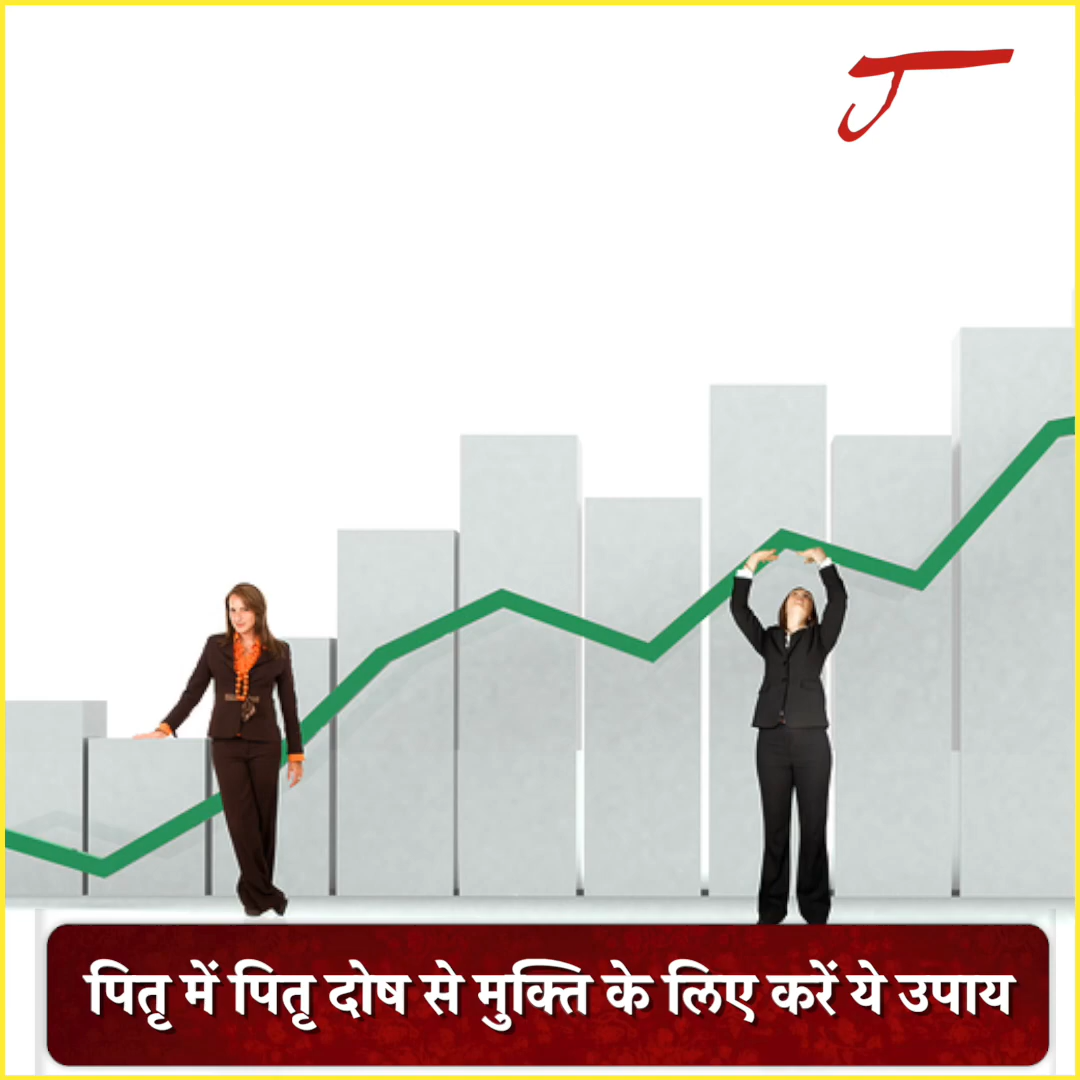 J
पितृ में पितृ दोष से मुक्ति के लिए करें ये उपाय